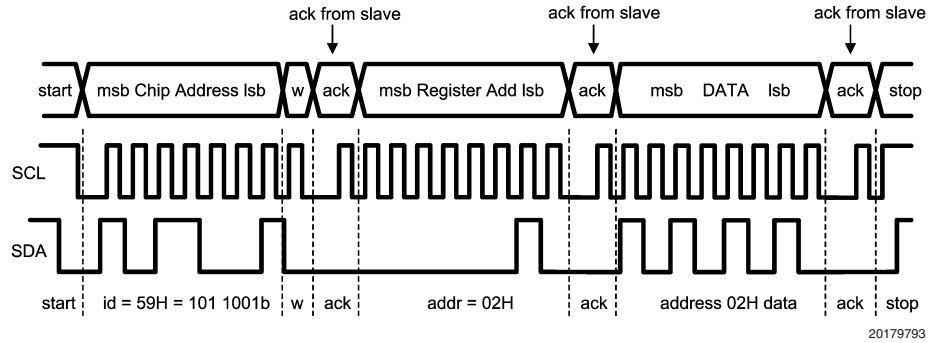 ack from slave ack from slave ack from slave
start msb Chip Address lsb w ack msb Register Add lsb ack msb DATA lsb ack stop
SCL
SDA
start id = 59H = 101 1001b w ack addr = 02H ack address 02H data ack stop
20179793